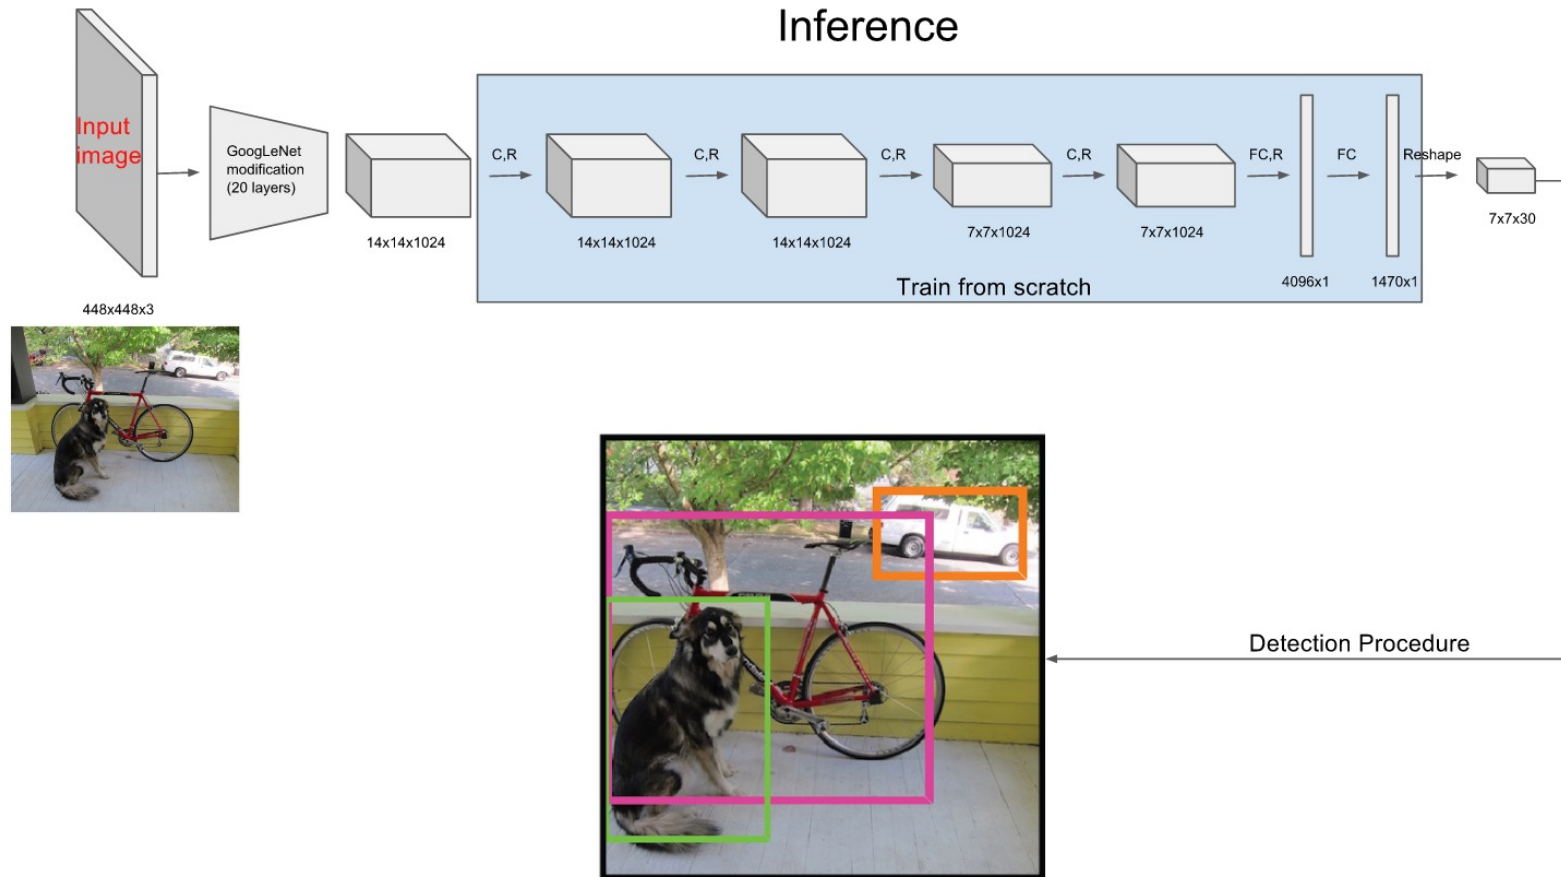 Inference
Input
image
GoogLeNet
modification
(20 layers)
C,R
C,R
C,R
C,R
FC,R
FC
Reshape
448x448x3
14x14x1024
14x14x1024
14x14x1024
7x7x1024
7x7x1024
4096x1
1470x1
7x7x30
Train from scratch
Detection Procedure